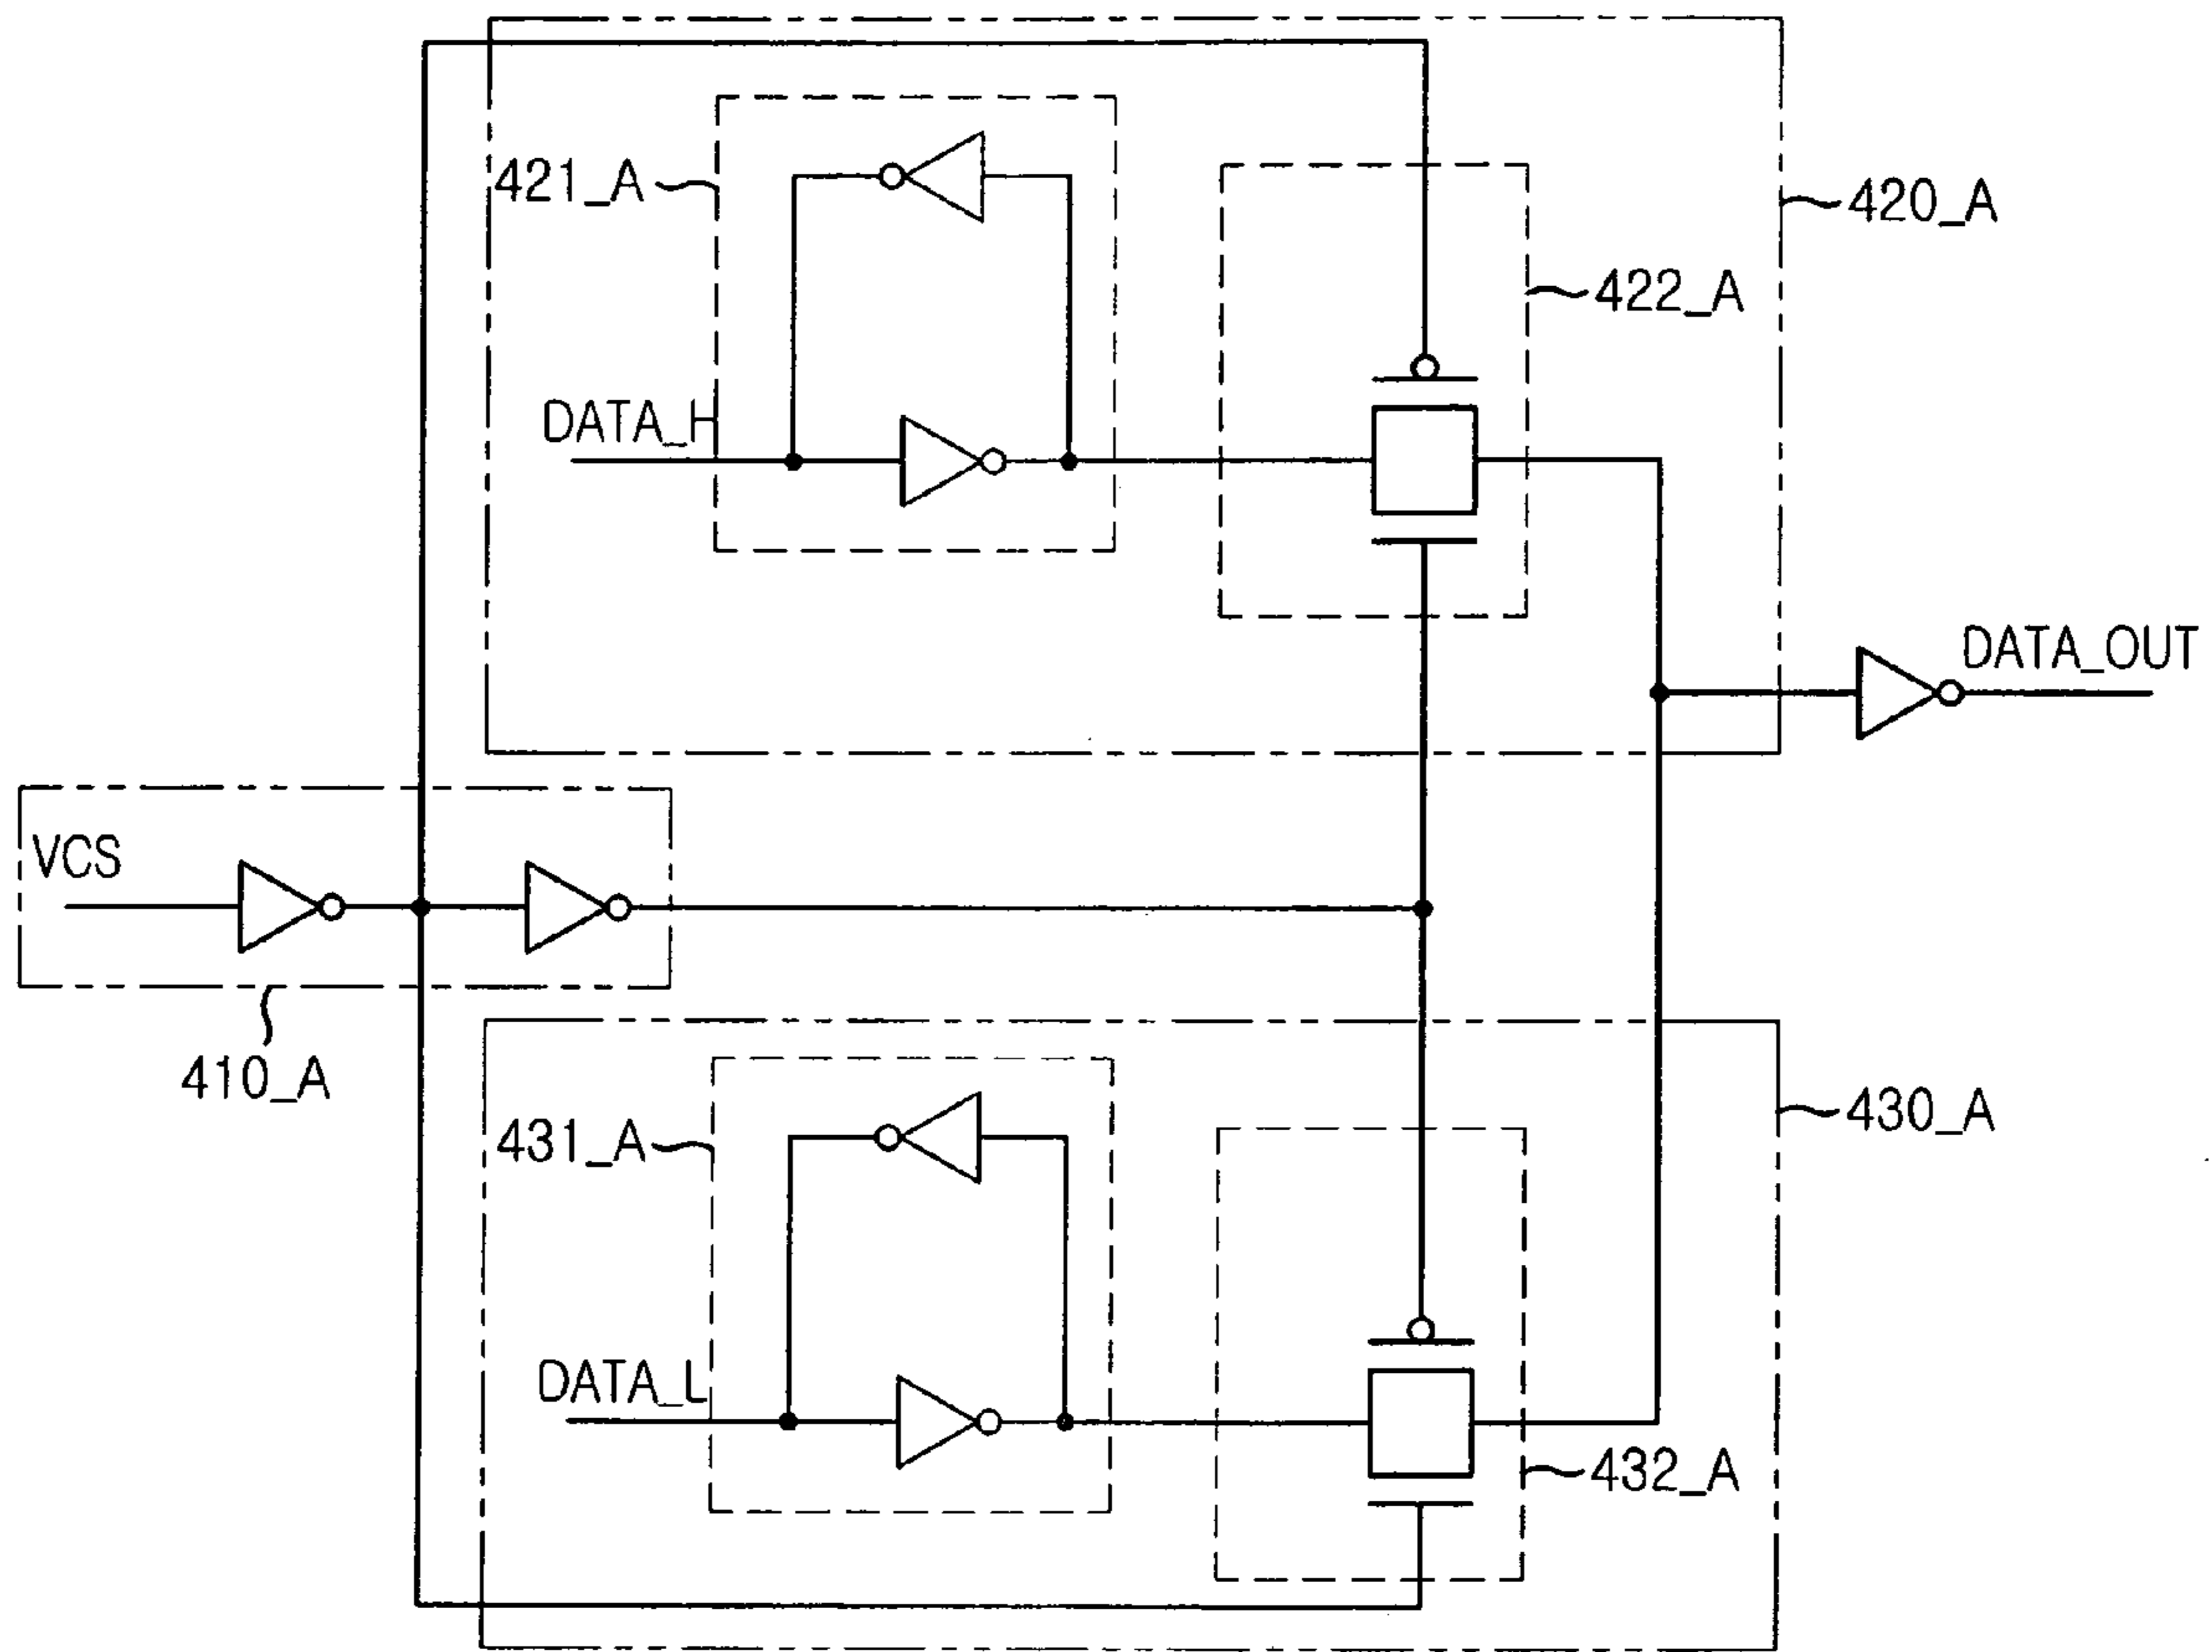 421_A
420_A
422_A
DATA_H
DATA_OUT
VCS
410_A
431_A
430_A
DATA_L
432_A